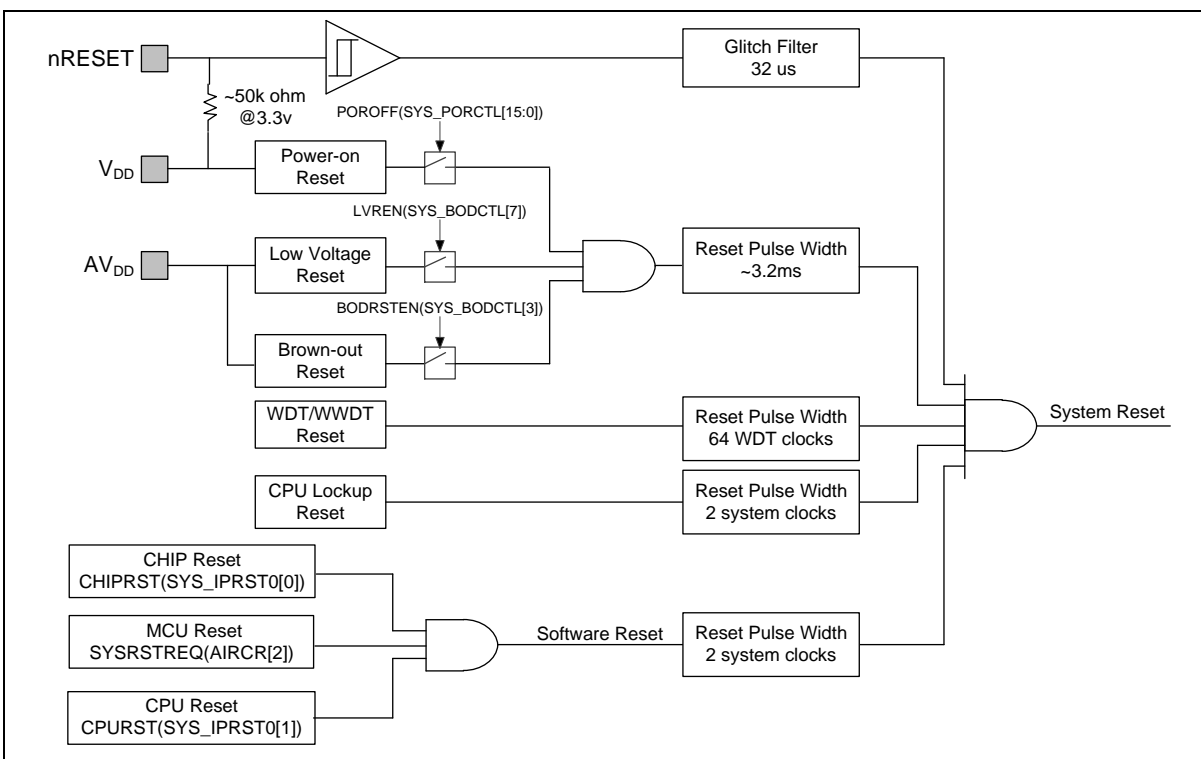 nRESET
Glitch Filter
32 us
~50k ohm
@3.3v
POROFF(SYS_PORCTL[15:0])
VDD
Power-on
Reset
LVREN(SYS_BODCTL[7])
AVDD
Low Voltage
Reset
Reset Pulse Width
~3.2ms
BODRSTEN(SYS_BODCTL[3])
Brown-out
Reset
WDT/WWDT
Reset
Reset Pulse Width
64 WDT clocks
System Reset
CPU Lockup
Reset
Reset Pulse Width
2 system clocks
CHIP Reset
CHIPRST(SYS_IPRST0[0])
MCU Reset
SYSRSTREQ(AIRCR[2])
Software Reset
Reset Pulse Width
2 system clocks
CPU Reset
CPURST(SYS_IPRST0[1])